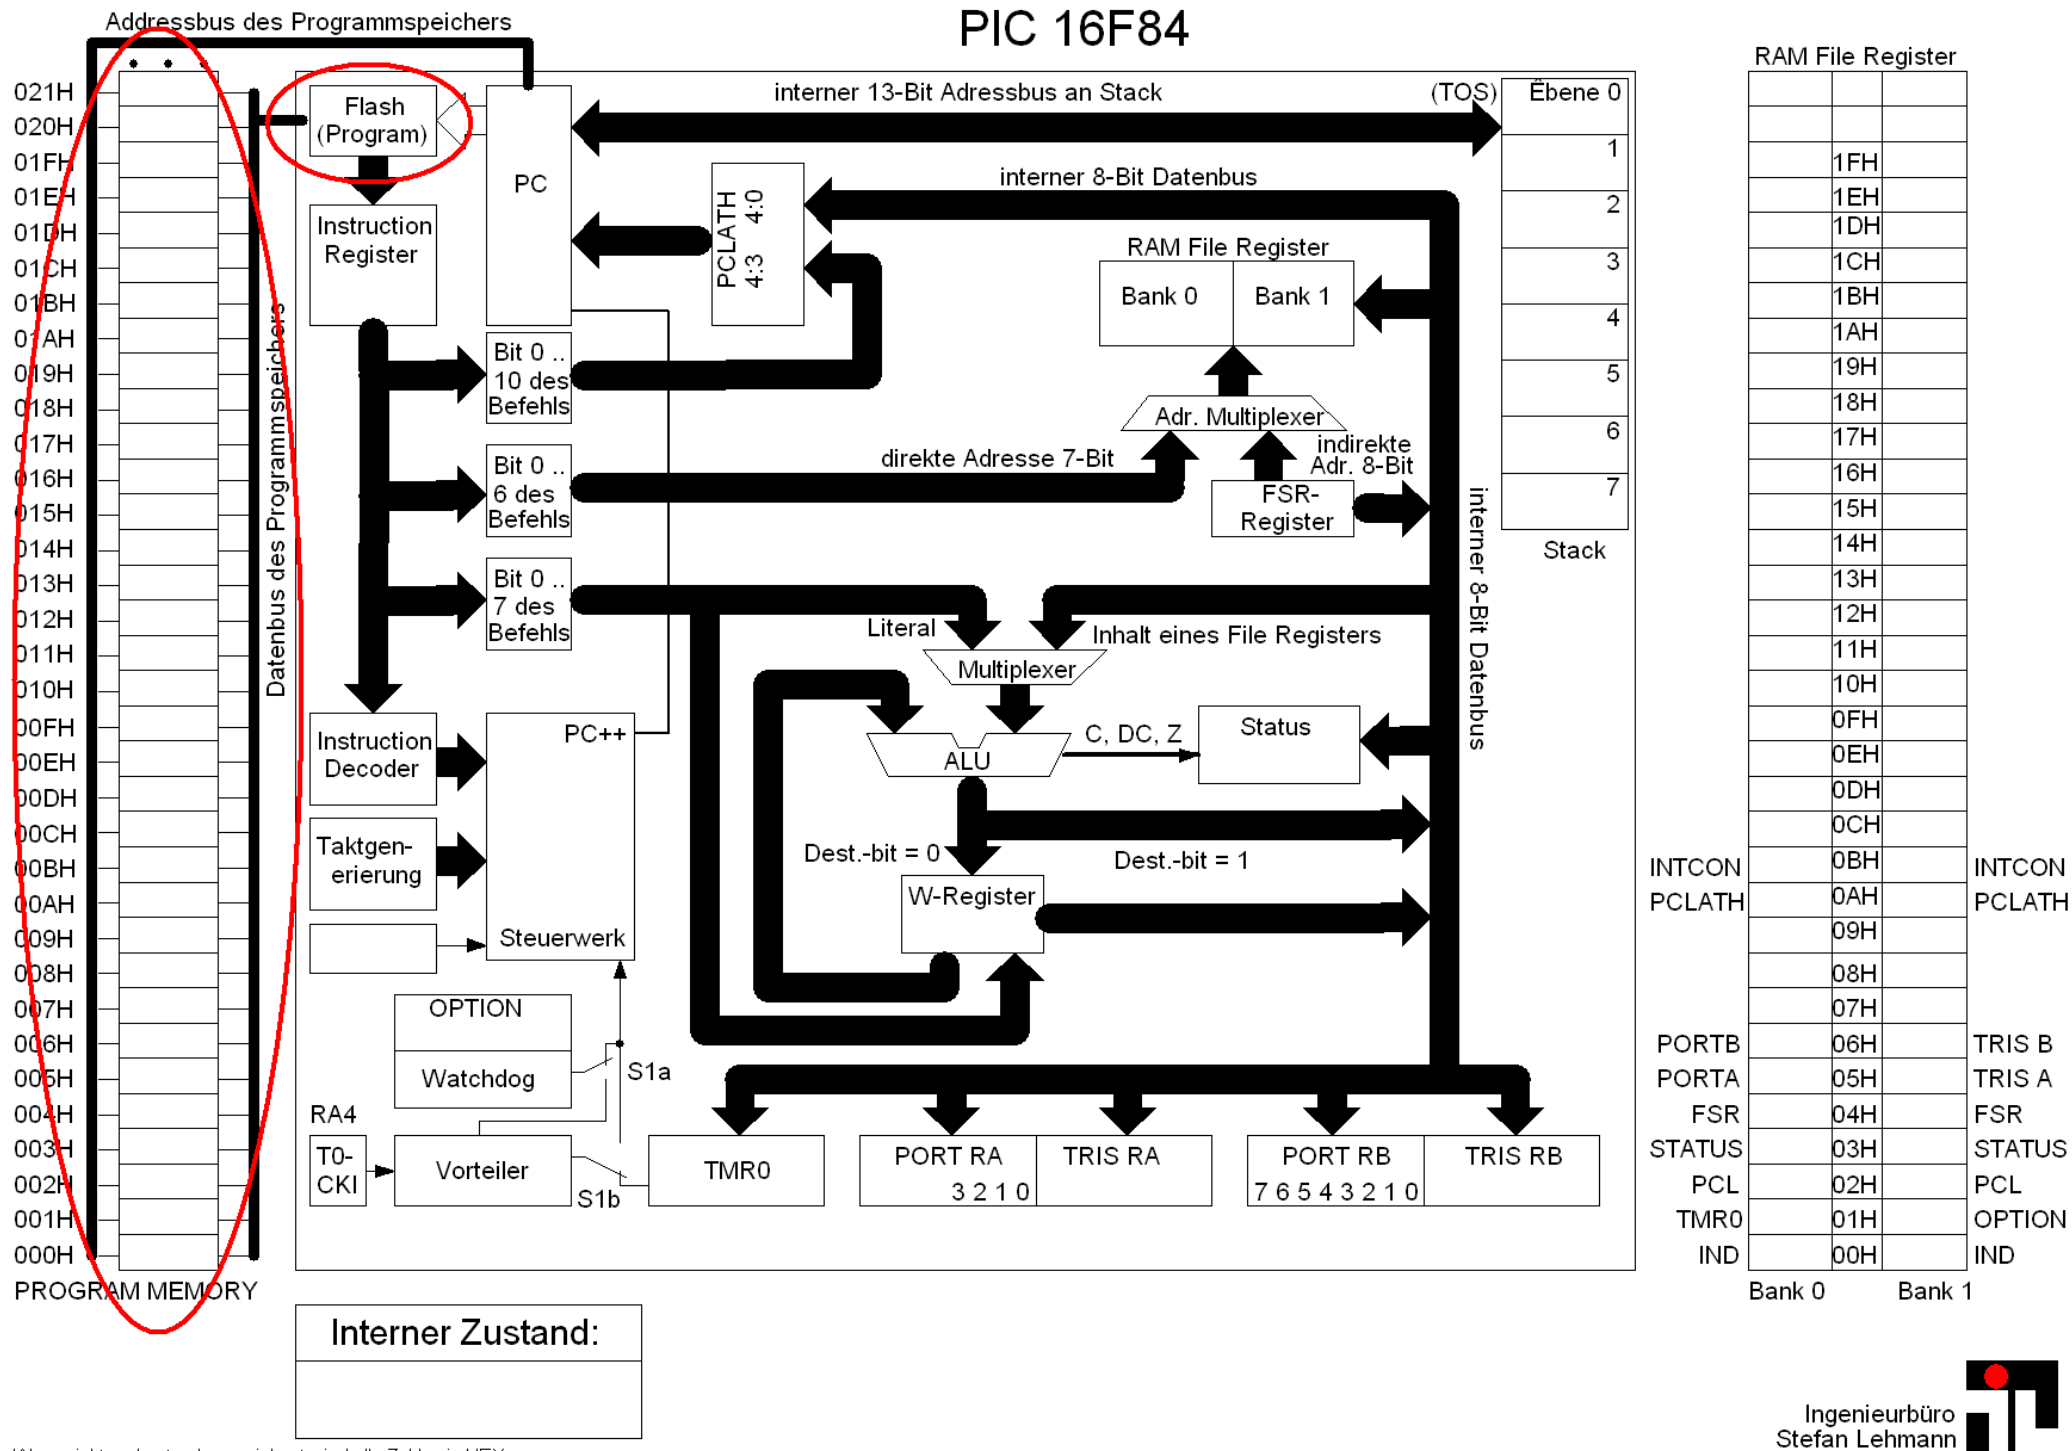 PIC 16F84
Addressbus des Programmspeichers
021H
020H
01FH
01EH
01DH
01CH
01BH
01AH
019H
018H
017H
016H
015H
014H
013H
012H
011H
010H
00FH
00EH
00DH
00CH
00BH
00AH
009H
008H
007H
006H
005H
004H
003H
002H
001H
000H
PROGRAM MEMORY
Datenbus des Programmspeichers
Flash
(Program)
Instruction
Register
PC
interner 13-Bit Adressbus an Stack
(TOS)
Êbene 0
1
2
3
4
5
6
7
Stack
PCLATH
4:3 4:0
interner 8-Bit Datenbus
RAM File Register
Bank 0
Bank 1
Bit 0 ..
10 des
Befehls
Adr. Multiplexer
Bit 0 ..
6 des
Befehls
direkte Adresse 7-Bit
indirekte
Adr. 8-Bit
FSR-
Register
interner 8-Bit Datenbus
Bit 0 ..
7 des
Befehls
Literal
Inhalt eines File Registers
Multiplexer
Instruction
Decoder
PC++
ALU
C, DC, Z
Status
Taktgen-
erierung
Steuerwerk
Dest.-bit = 0
Dest.-bit = 1
W-Register
OPTION
Watchdog
S1a
RA4
T0-
CKI
Vorteiler
S1b
TMR0
PORT RA
3 2 1 0
TRIS RA
PORT RB
7 6 5 4 3 2 1 0
TRIS RB
Interner Zustand:
RAM File Register
1FH
1EH
1DH
1CH
1BH
1AH
19H
18H
17H
16H
15H
14H
13H
12H
11H
10H
0FH
0EH
0DH
0CH
INTCON 0BH INTCON
PCLATH 0AH PCLATH
09H
08H
07H
PORTB 06H TRIS B
PORTA 05H TRIS A
FSR 04H FSR
STATUS 03H STATUS
PCL 02H PCL
TMR0 01H OPTION
IND 00H IND
Bank 0 Bank 1
Ingenieurbüro
Stefan Lehmann